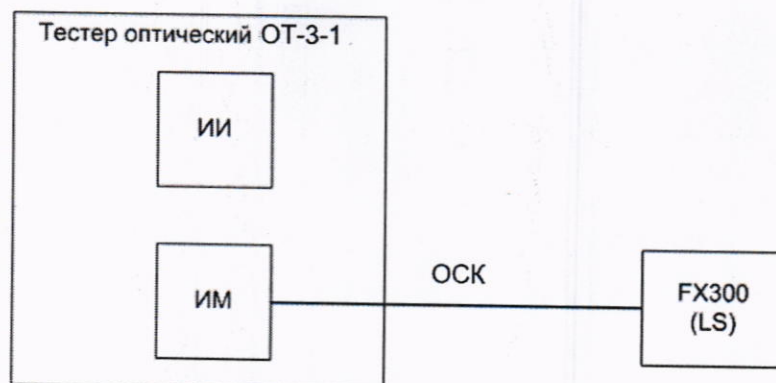 Тестер оптический ОТ-3-1
ИИ
ИМ
ОСК
FX300
(LS)